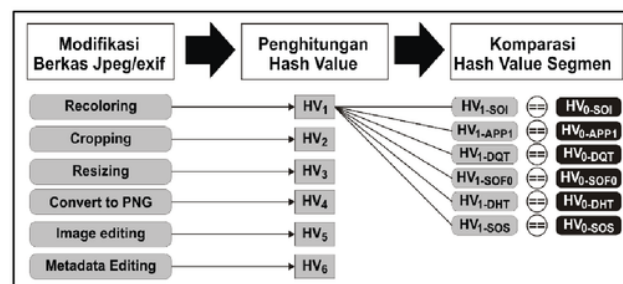 Modifikasi
Berkas Jpeg/exif
Penghitungan
Hash Value
Komparasi
Hash Value Segmen
Recoloring
HV1
HV1-SOI == HV0-SOI
Cropping
HV2
HV1-APP1 == HV0-APP1
Resizing
HV3
HV1-DQT == HV0-DQT
Convert to PNG
HV4
HV1-SOF0 == HV0-SOF0
Image editing
HV5
HV1-DHT == HV0-DHT
Metadata Editing
HV6
HV1-SOS == HV0-SOS